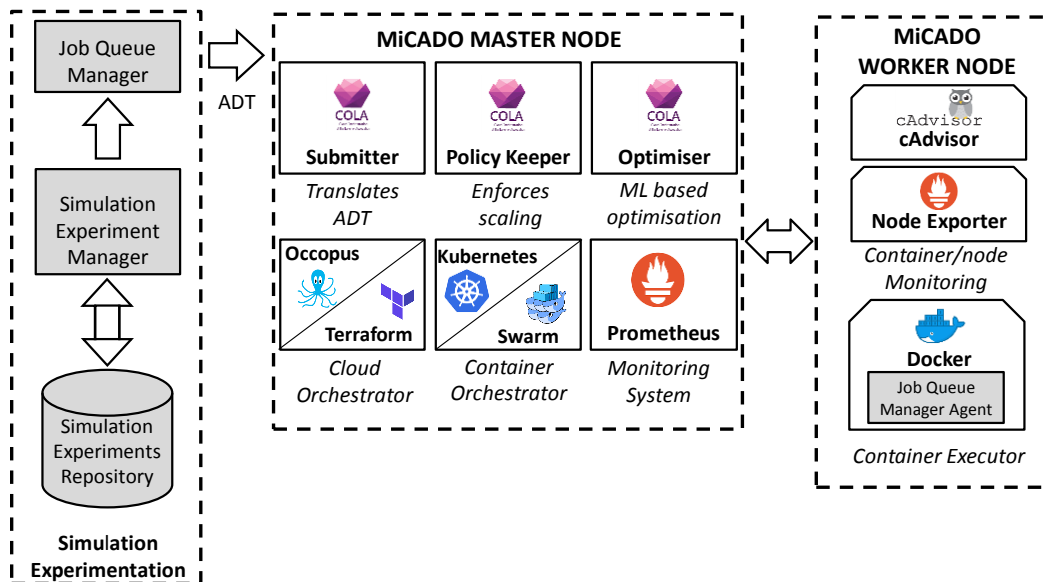 Job Queue
Manager
Simulation
Experiment
Manager
Simulation
Experiments
Repository
Simulation
Experimentation
ADT
MiCADO MASTER NODE
COLA
Submitter
Translates
ADT
COLA
Policy Keeper
Enforces
scaling
COLA
Optimiser
ML based
optimisation
Occopus
Terraform
Cloud
Orchestrator
Kubernetes
Swarm
Container
Orchestrator
Prometheus
Monitoring
System
MiCADO
WORKER NODE
cAdvisor
cAdvisor
Node Exporter
Container/node
Monitoring
Docker
Job Queue
Manager Agent
Container Executor